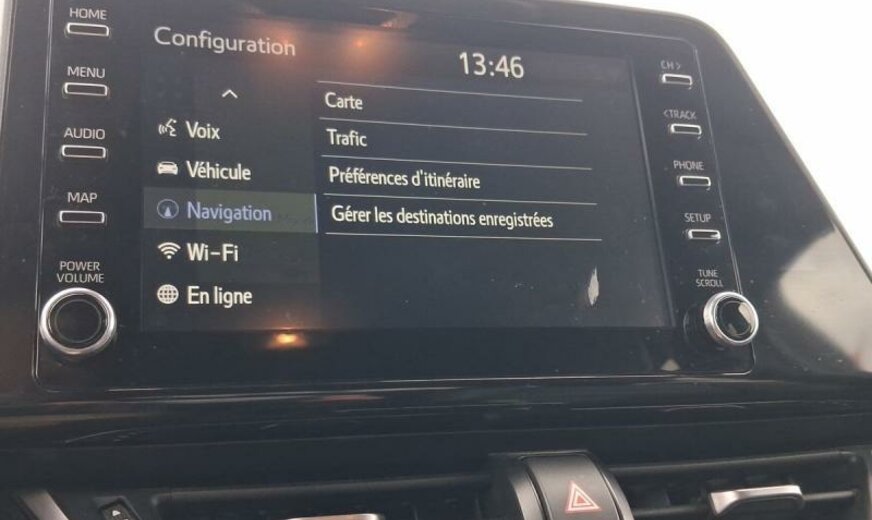 HOME
MENU
AUDIO
MAP
POWER
VOLUME
Configuration
13:46
Voix
Véhicule
Navigation
Wi-Fi
En ligne
Carte
Trafic
Préférences d'itinéraire
Gérer les destinations enregistrées
CH >
<TRACK
PHONE
SETUP
TUNE
SCROLL